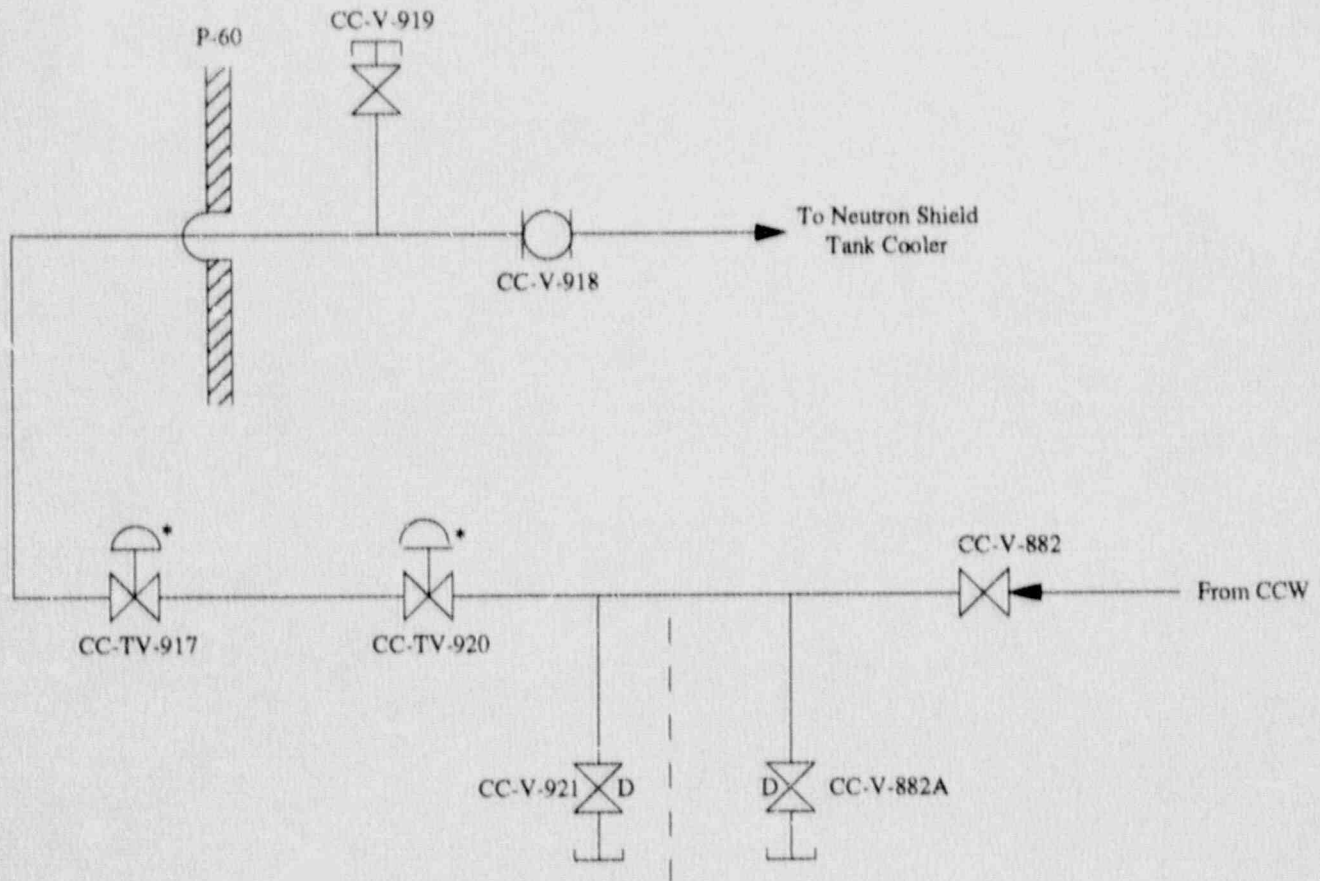 CC-V-919
P-60
To Neutron Shield
Tank Cooler
CC-V-918
*
*
CC-V-882
From CCW
CC-TV-917
CC-TV-920
CC-V-921
D
D
CC-V-882A